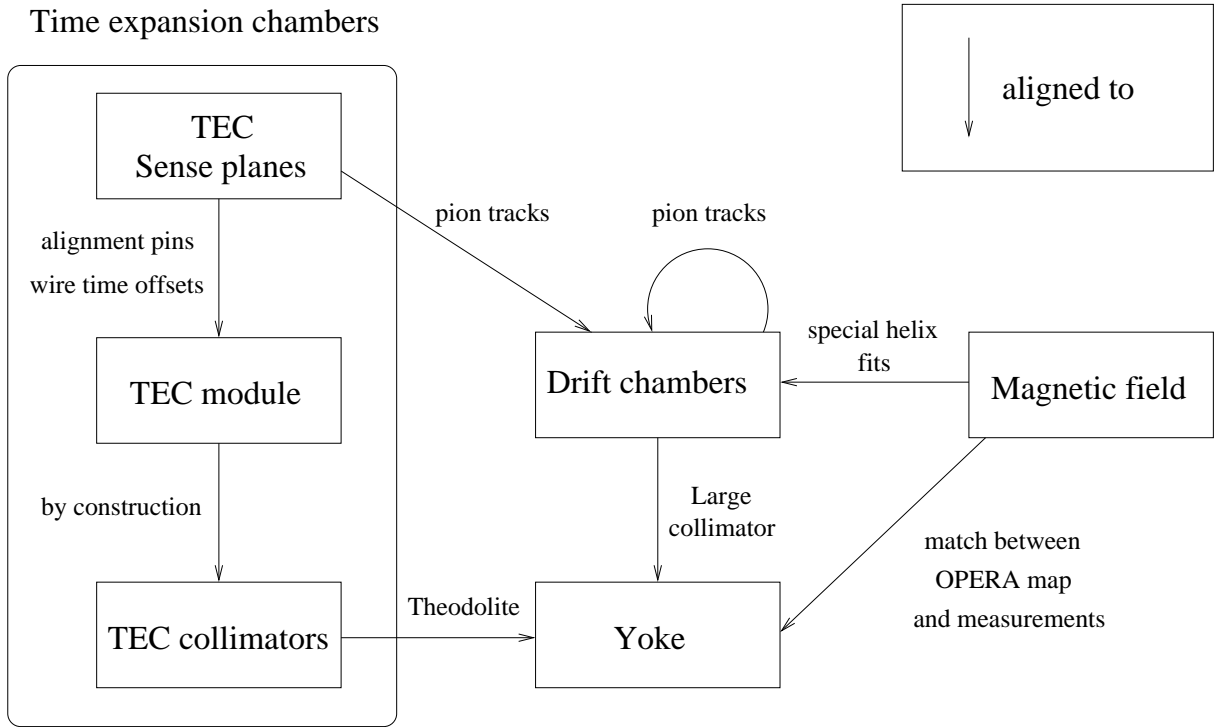 Time expansion chambers
aligned to
TEC
Sense planes
pion tracks
pion tracks
alignment pins
wire time offsets
special helix
fits
TEC module
Drift chambers
Magnetic field
by construction
Large
collimator
match between
OPERA map
and measurements
Theodolite
TEC collimators
Yoke